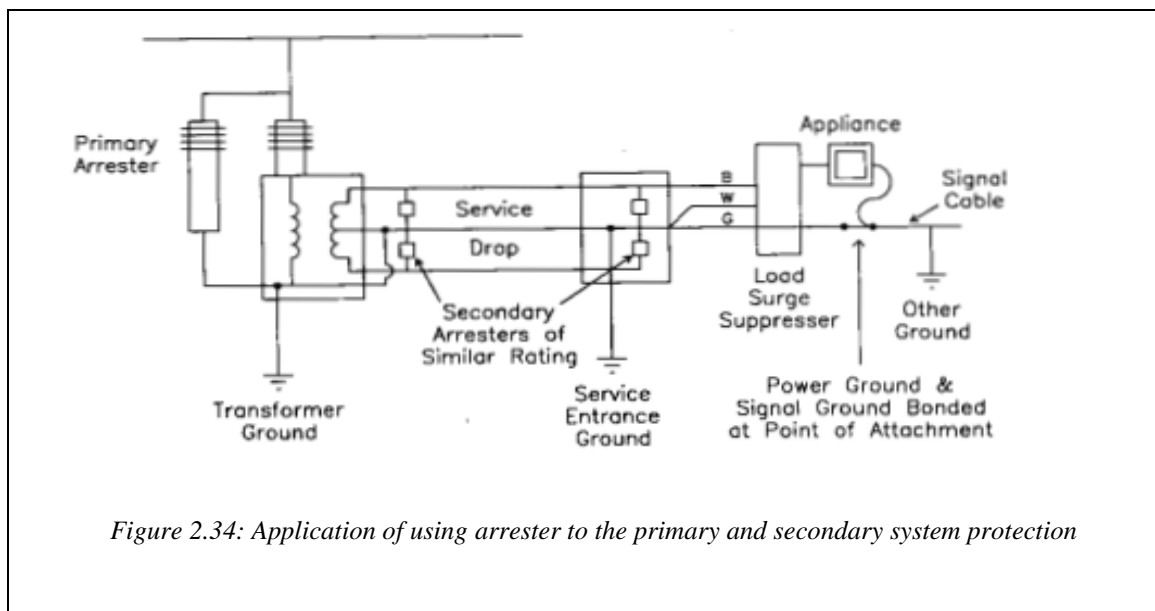 Primary
Arrester
Appliance
Signal
Cable
B
W
G
Service
Drop
Secondary
Arresters of
Similar Rating
Load
Surge
Suppresser
Other
Ground
Transformer
Ground
Service
Entrance
Ground
Power Ground &
Signal Ground Bonded
at Point of Attachment
Figure 2.34: Application of using arrester to the primary and secondary system protection